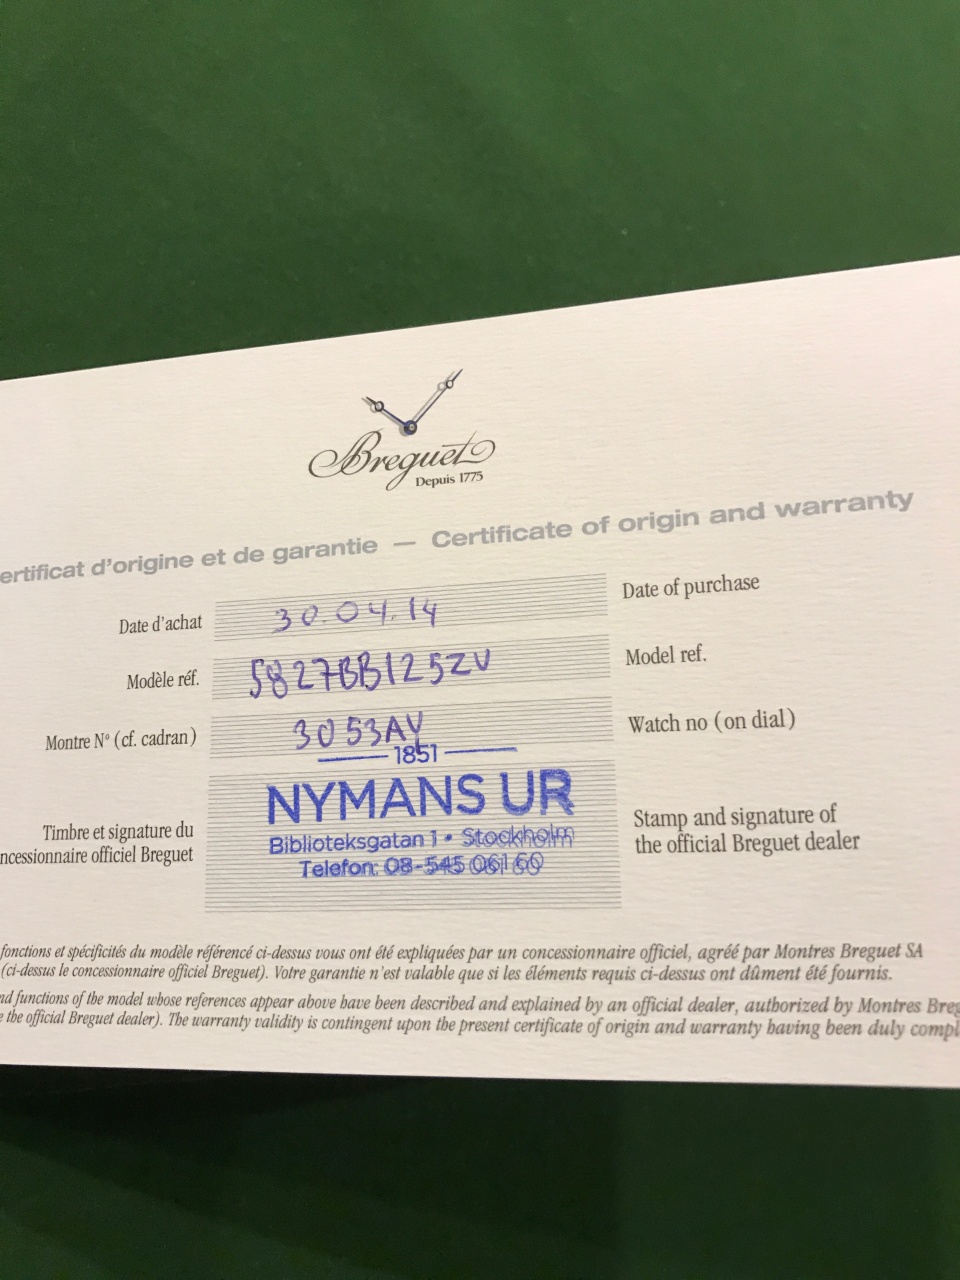 Breguet
Depuis 1775
ertificat d'origine et de garantie — Certificate of origin and warranty
Date d'achat 30.04.14 Date of purchase
Modèle réf. 5827BB125ZU Model ref.
Montre N° (cf. cadran) 3053AY Watch no (on dial)
1851
NYMANS UR
Biblioteksgatan 1 • Stockholm
Telefon: 08-545 061 60
Timbre et signature du
ncessionnaire officiel Breguet
Stamp and signature of
the official Breguet dealer
fonctions et spécificités du modèle référencé ci-dessus vous ont été expliquées par un concessionnaire officiel, agréé par Montres Breguet SA
(ci-dessus le concessionnaire officiel Breguet). Votre garantie n'est valable que si les éléments requis ci-dessus ont dûment été fournis.
nd functions of the model whose references appear above have been described and explained by an official dealer, authorized by Montres Breg
e the official Breguet dealer). The warranty validity is contingent upon the present certificate of origin and warranty having been duly compl